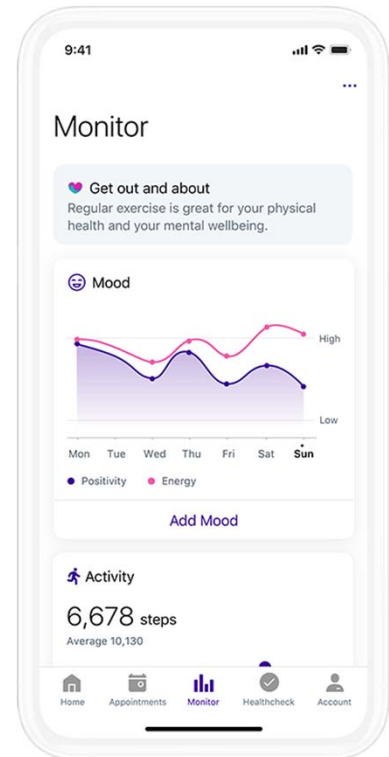 9:41
Monitor
Get out and about
Regular exercise is great for your physical
health and your mental wellbeing.
Mood
High
Low
Mon Tue Wed Thu Fri Sat Sun
Positivity Energy
Add Mood
Activity
6,678 steps
Average 10,130
Home Appointments Monitor Healthcheck Account